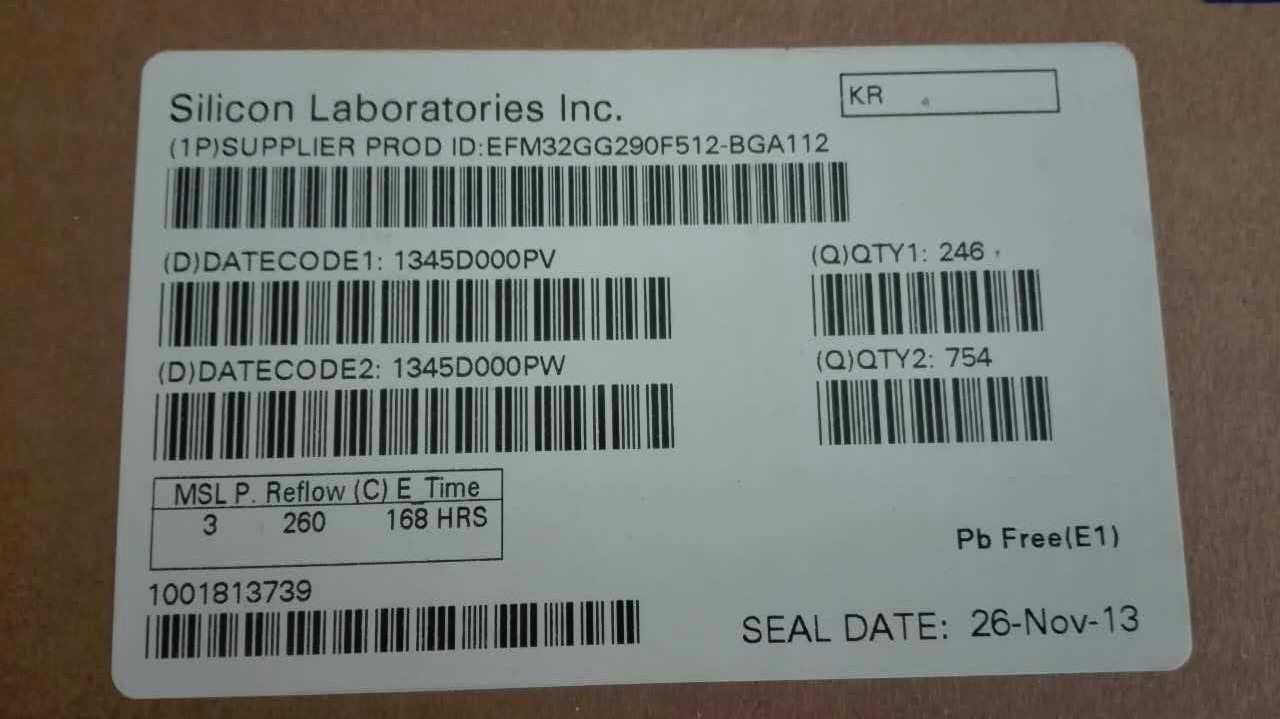 Silicon Laboratories Inc.
KR
(1P)SUPPLIER PROD ID:EFM32GG290F512-BGA112
(D)DATECODE1: 1345D000PV
(Q)QTY1: 246
(D)DATECODE2: 1345D000PW
(Q)QTY2: 754
MSL P. Reflow (C) E_Time
3 260 168 HRS
Pb Free(E1)
1001813739
SEAL DATE: 26-Nov-13